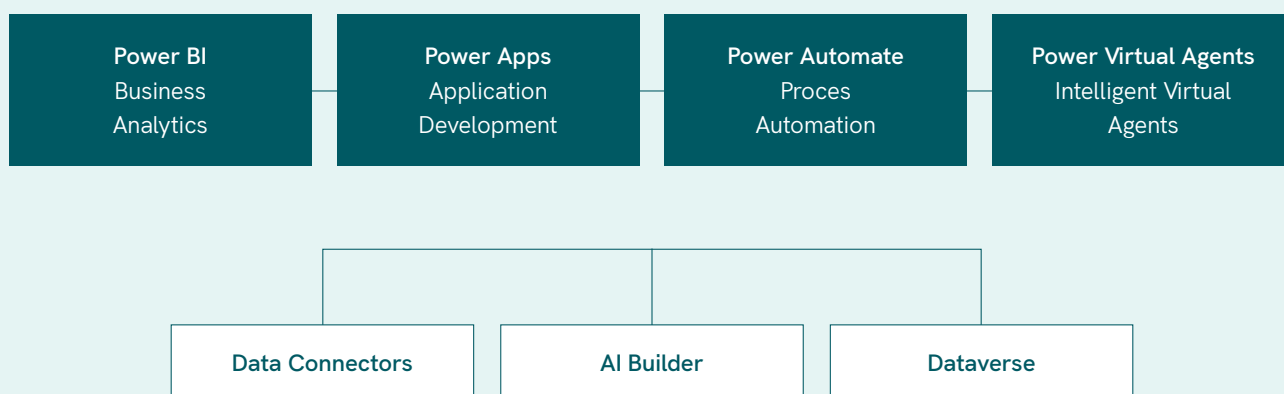 Power BI
Business
Analytics
Power Apps
Application
Development
Power Automate
Proces
Automation
Power Virtual Agents
Intelligent Virtual
Agents
Data Connectors
AI Builder
Dataverse